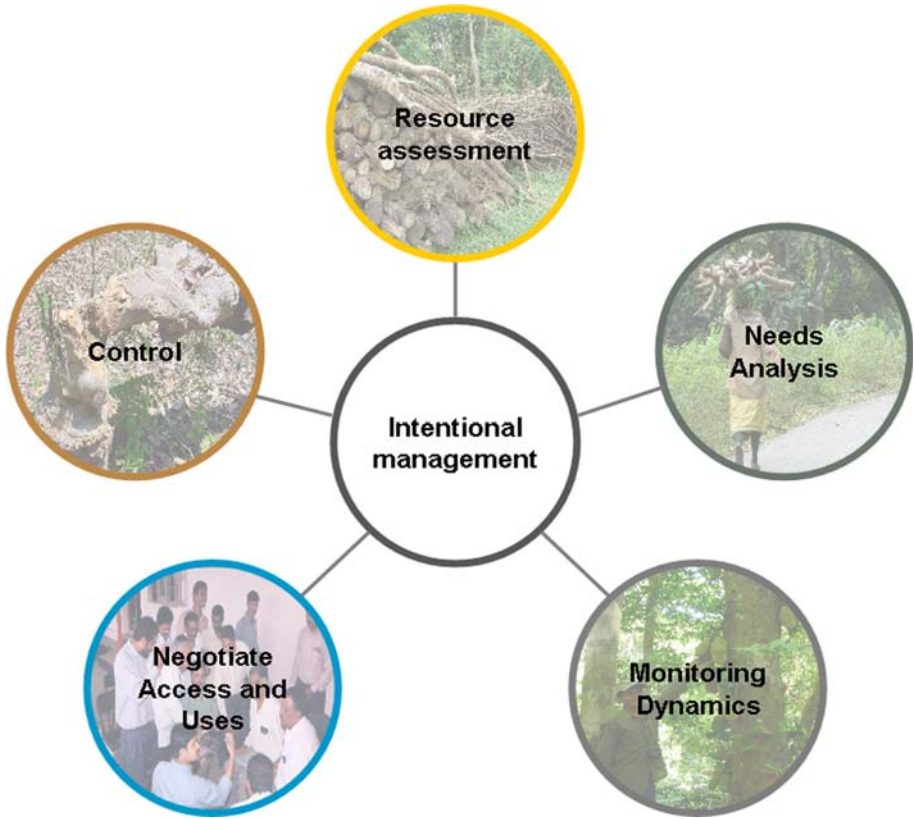 Resource
assessment
Control
Needs
Analysis
Intentional
management
Negotiate
Access and
Uses
Monitoring
Dynamics